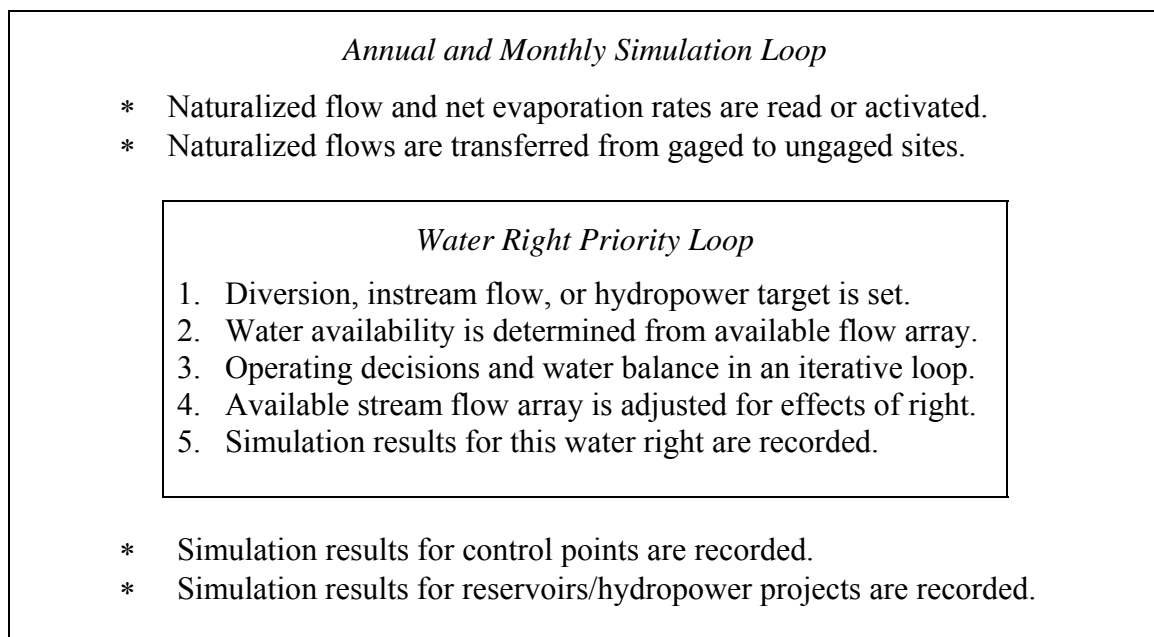 Annual and Monthly Simulation Loop
* Naturalized flow and net evaporation rates are read or activated.
* Naturalized flows are transferred from gaged to ungaged sites.
Water Right Priority Loop
1. Diversion, instream flow, or hydropower target is set.
2. Water availability is determined from available flow array.
3. Operating decisions and water balance in an iterative loop.
4. Available stream flow array is adjusted for effects of right.
5. Simulation results for this water right are recorded.
* Simulation results for control points are recorded.
* Simulation results for reservoirs/hydropower projects are recorded.